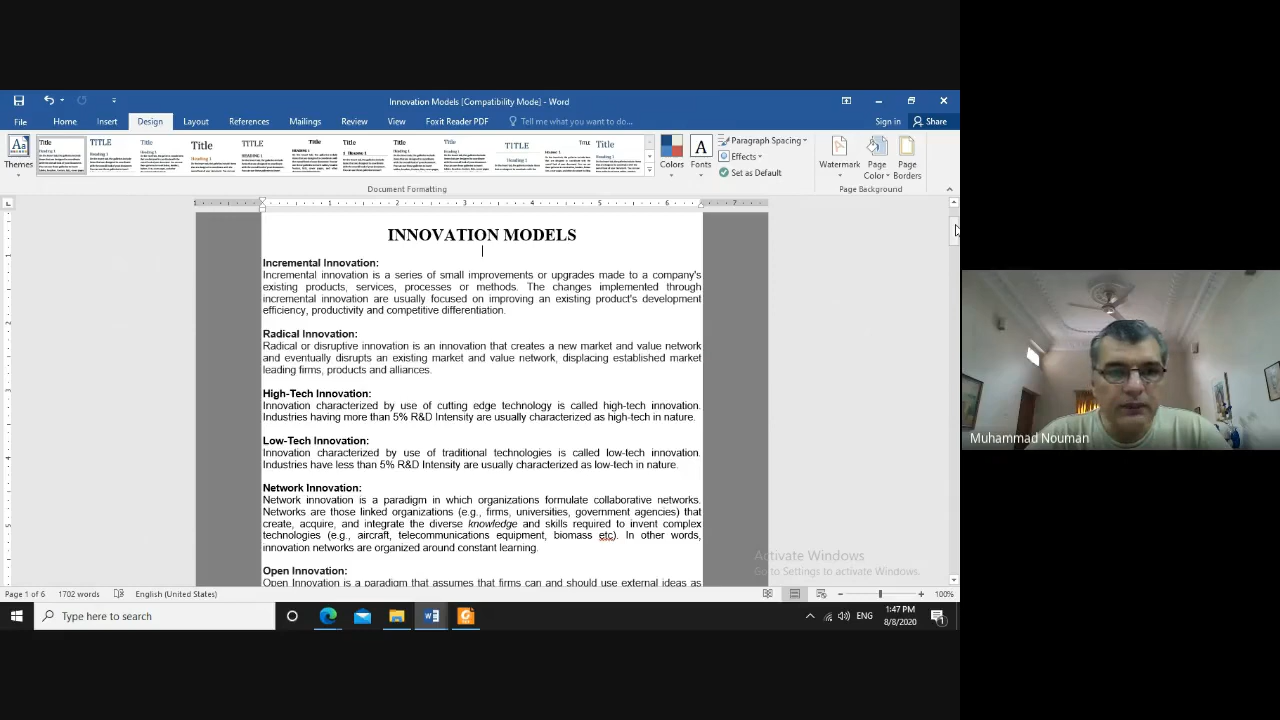 Innovation Models [Compatibility Mode] - Word
File Home Insert Design Layout References Mailings Review View Foxit Reader PDF Tell me what you want to do... Sign in Share
Themes
Title
TITLE
Title
Title
TITLE
Title
Title
Title
Title
TITLE
Title
Title
Colors
Fonts
Paragraph Spacing
Effects
Set as Default
Watermark
Page Color
Page Borders
Document Formatting
Page Background
INNOVATION MODELS
Incremental Innovation:
Incremental innovation is a series of small improvements or upgrades made to a company's
existing products, services, processes or methods. The changes implemented through
incremental innovation are usually focused on improving an existing product's development
efficiency, productivity and competitive differentiation.
Radical Innovation:
Radical or disruptive innovation is an innovation that creates a new market and value network
and eventually disrupts an existing market and value network, displacing established market
leading firms, products and alliances.
High-Tech Innovation:
Innovation characterized by use of cutting edge technology is called high-tech innovation.
Industries having more than 5% R&D Intensity are usually characterized as high-tech in nature.
Low-Tech Innovation:
Innovation characterized by use of traditional technologies is called low-tech innovation.
Industries have less than 5% R&D Intensity are usually characterized as low-tech in nature.
Network Innovation:
Network innovation is a paradigm in which organizations formulate collaborative networks.
Networks are those linked organizations (e.g., firms, universities, government agencies) that
create, acquire, and integrate the diverse knowledge and skills required to invent complex
technologies (e.g., aircraft, telecommunications equipment, biomass etc). In other words,
innovation networks are organized around constant learning.
Open Innovation:
Open Innovation is a paradigm that assumes that firms can and should use external ideas as
Activate Windows
Go to Settings to activate Windows.
Page 1 of 6 1702 words English (United States) 100%
Type here to search
ENG
1:47 PM
8/8/2020
Muhammad Nouman